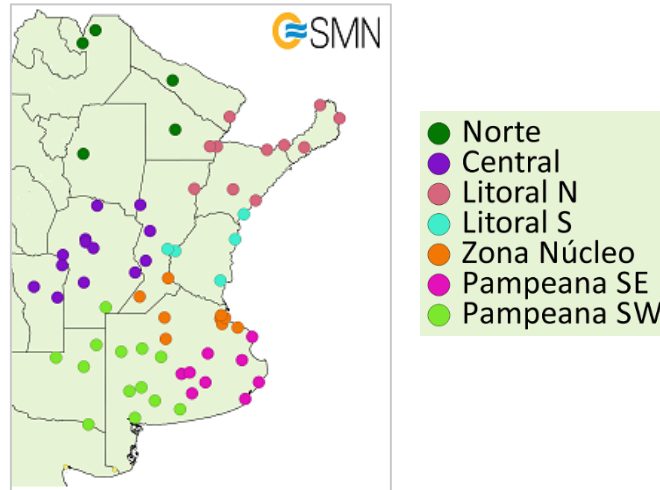 SMN
Norte
Central
Litoral N
Litoral S
Zona Núcleo
Pampeana SE
Pampeana SW